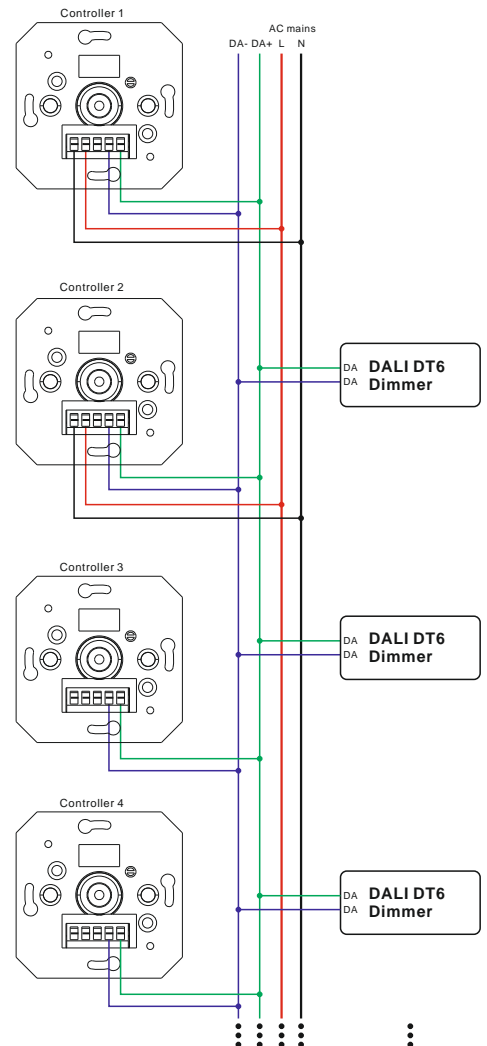 Controller 1
AC mains
DA- DA+ L N
Controller 2
DA DALI DT6
DA Dimmer
Controller 3
DA DALI DT6
DA Dimmer
Controller 4
DA DALI DT6
DA Dimmer